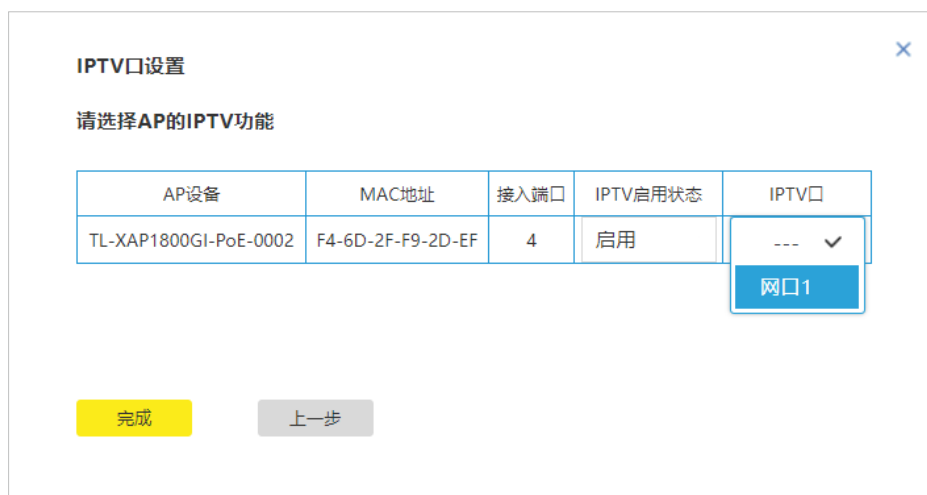 IPTV口设置
请选择AP的IPTV功能
AP设备 MAC地址 接入端口 IPTV启用状态 IPTV口
TL-XAP1800GI-PoE-0002 F4-6D-2F-F9-2D-EF 4 启用 ---
网口1
完成 上一步